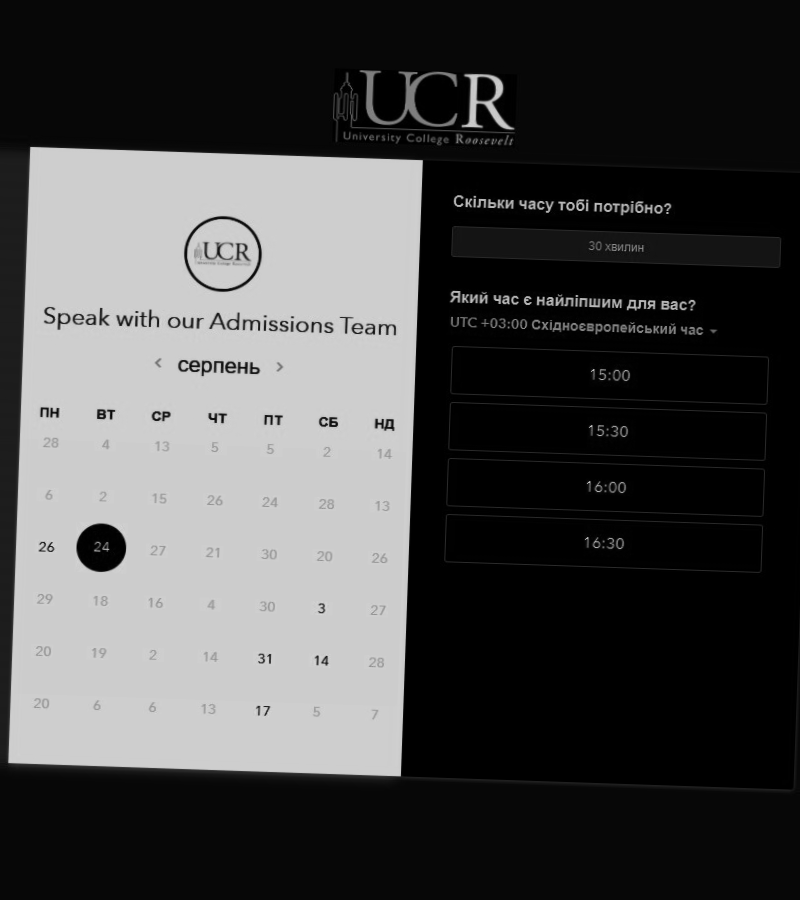 UCR
University College Roosevelt
UCR
University College Roosevelt
Speak with our Admissions Team
серпень
ПН ВТ СР ЧТ ПТ СБ НД
28 4 13 5 5 2 14
6 2 15 26 24 28 13
26 24 27 21 30 20 26
29 18 16 4 30 3 27
20 19 2 14 31 14 28
20 6 6 13 17 5 7
Скільки часу тобі потрібно?
30 хвилин
Який час є найліпшим для вас?
UTC +03:00 Східноєвропейський час
15:00
15:30
16:00
16:30